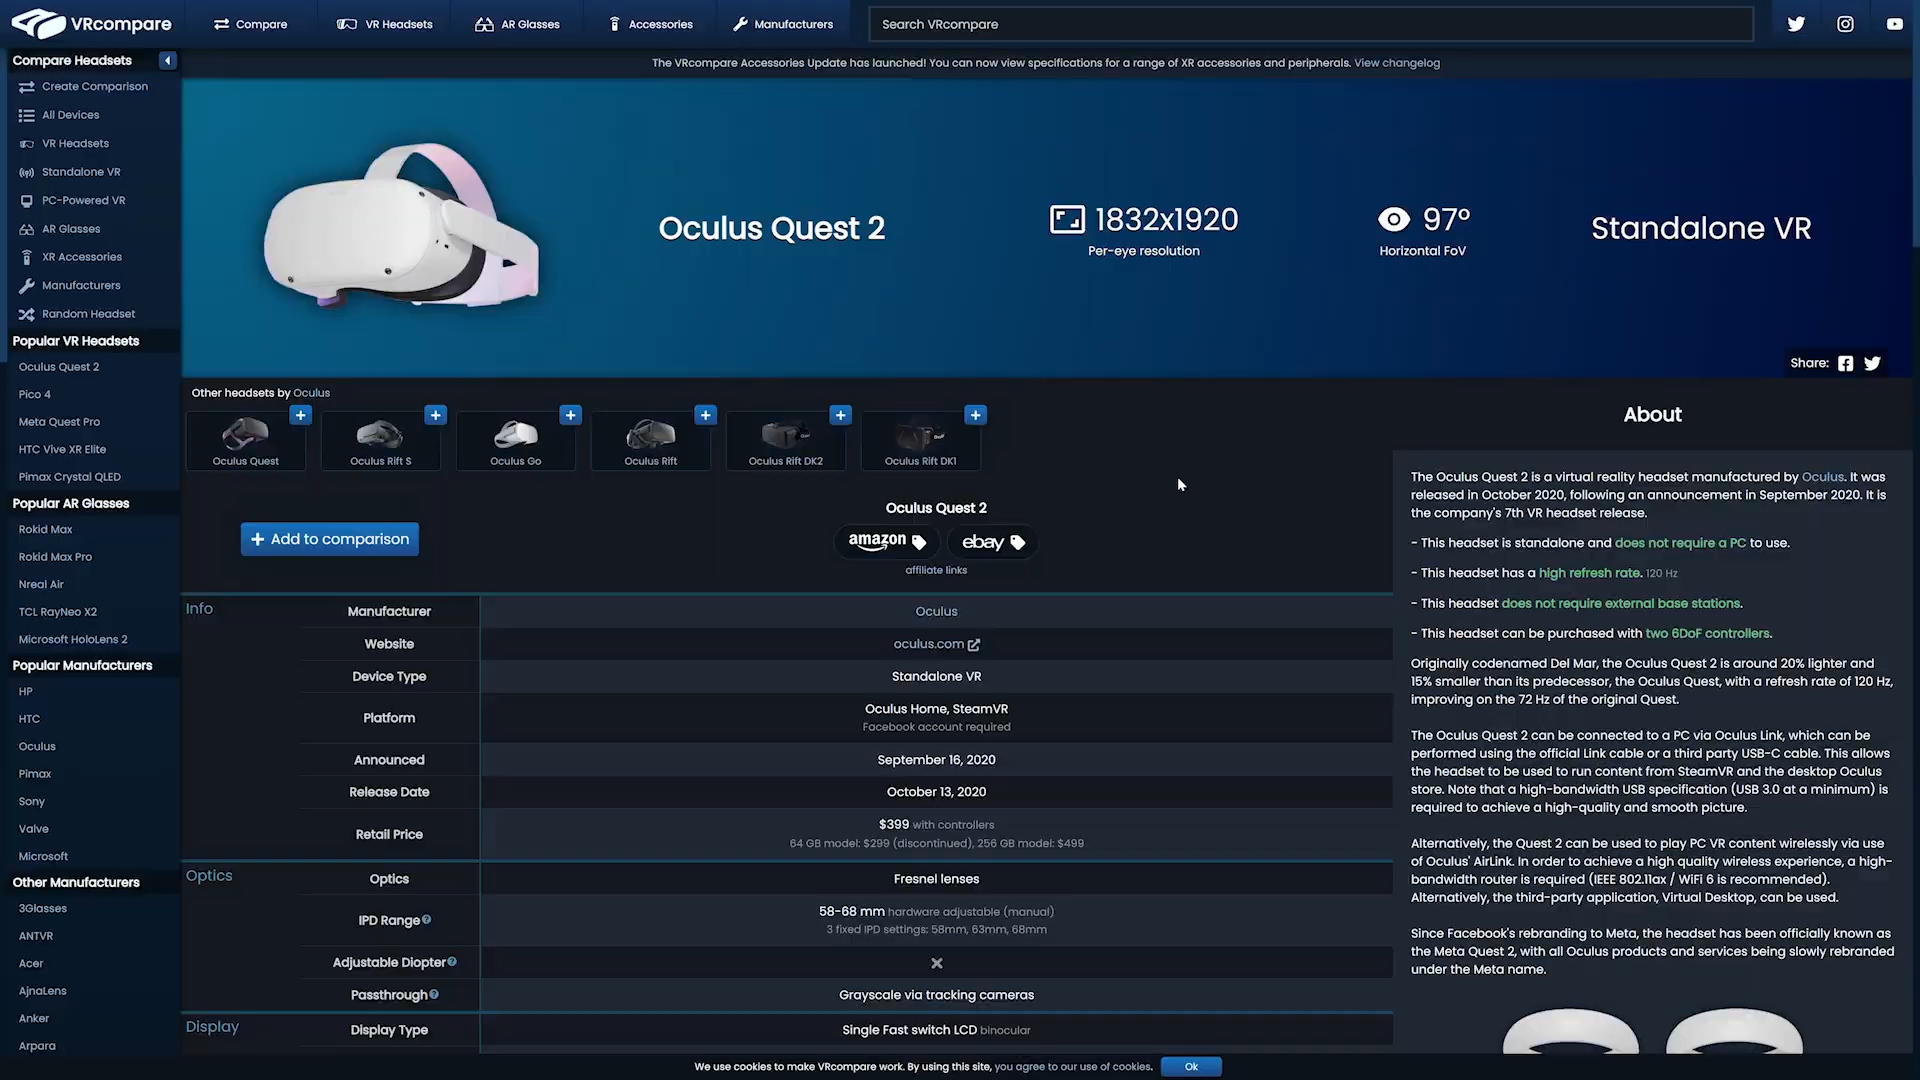 VRcompare
Compare
VR Headsets
AR Glasses
Accessories
Manufacturers
Search VRcompare
The VRcompare Accessories Update has launched! You can now view specifications for a range of XR accessories and peripherals. View changelog
Compare Headsets
Create Comparison
All Devices
VR Headsets
Standalone VR
PC-Powered VR
AR Glasses
XR Accessories
Manufacturers
Random Headset
Popular VR Headsets
Oculus Quest 2
Pico 4
Meta Quest Pro
HTC Vive XR Elite
Pimax Crystal QLED
Popular AR Glasses
Rokid Max
Rokid Max Pro
Nreal Air
TCL RayNeo X2
Microsoft HoloLens 2
Popular Manufacturers
HP
HTC
Oculus
Pimax
Sony
Valve
Microsoft
Other Manufacturers
3Glasses
ANTVR
Acer
AjnaLens
Anker
Arpara
Oculus Quest 2
1832x1920
Per-eye resolution
97º
Horizontal FoV
Standalone VR
Share:
Other headsets by Oculus
Oculus Quest
Oculus Rift S
Oculus Go
Oculus Rift
Oculus Rift DK2
Oculus Rift DK1
+ Add to comparison
Oculus Quest 2
amazon
ebay
affiliate links
Info
Manufacturer
Oculus
Website
oculus.com
Device Type
Standalone VR
Platform
Oculus Home, SteamVR
Facebook account required
Announced
September 16, 2020
Release Date
October 13, 2020
Retail Price
$399 with controllers
64 GB model: $299 (discontinued), 256 GB model: $499
Optics
Optics
Fresnel lenses
IPD Range
58-68 mm hardware adjustable (manual)
3 fixed IPD settings: 58mm, 63mm, 68mm
Adjustable Diopter
Passthrough
Grayscale via tracking cameras
Display
Display Type
Single Fast switch LCD binocular
About
The Oculus Quest 2 is a virtual reality headset manufactured by Oculus. It was
released in October 2020, following an announcement in September 2020. It is
the company's 7th VR headset release.
- This headset is standalone and does not require a PC to use.
- This headset has a high refresh rate. 120 Hz
- This headset does not require external base stations.
- This headset can be purchased with two 6DoF controllers.
Originally codenamed Del Mar, the Oculus Quest 2 is around 20% lighter and
15% smaller than its predecessor, the Oculus Quest, with a refresh rate of 120 Hz,
improving on the 72 Hz of the original Quest.
The Oculus Quest 2 can be connected to a PC via Oculus Link, which can be
performed using the official Link cable or a third party USB-C cable. This allows
the headset to be used to run content from SteamVR and the desktop Oculus
store. Note that a high-bandwidth USB specification (USB 3.0 at a minimum) is
required to achieve a high-quality and smooth picture.
Alternatively, the Quest 2 can be used to play PC VR content wirelessly via use
of Oculus' AirLink. In order to achieve a high quality wireless experience, a high-
bandwidth router is required (IEEE 802.11ax / WiFi 6 is recommended).
Alternatively, the third-party application, Virtual Desktop, can be used.
Since Facebook's rebranding to Meta, the headset has been officially known as
the Meta Quest 2, with all Oculus products and services being slowly rebranded
under the Meta name.
We use cookies to make VRcompare work. By using this site, you agree to our use of cookies.
Ok